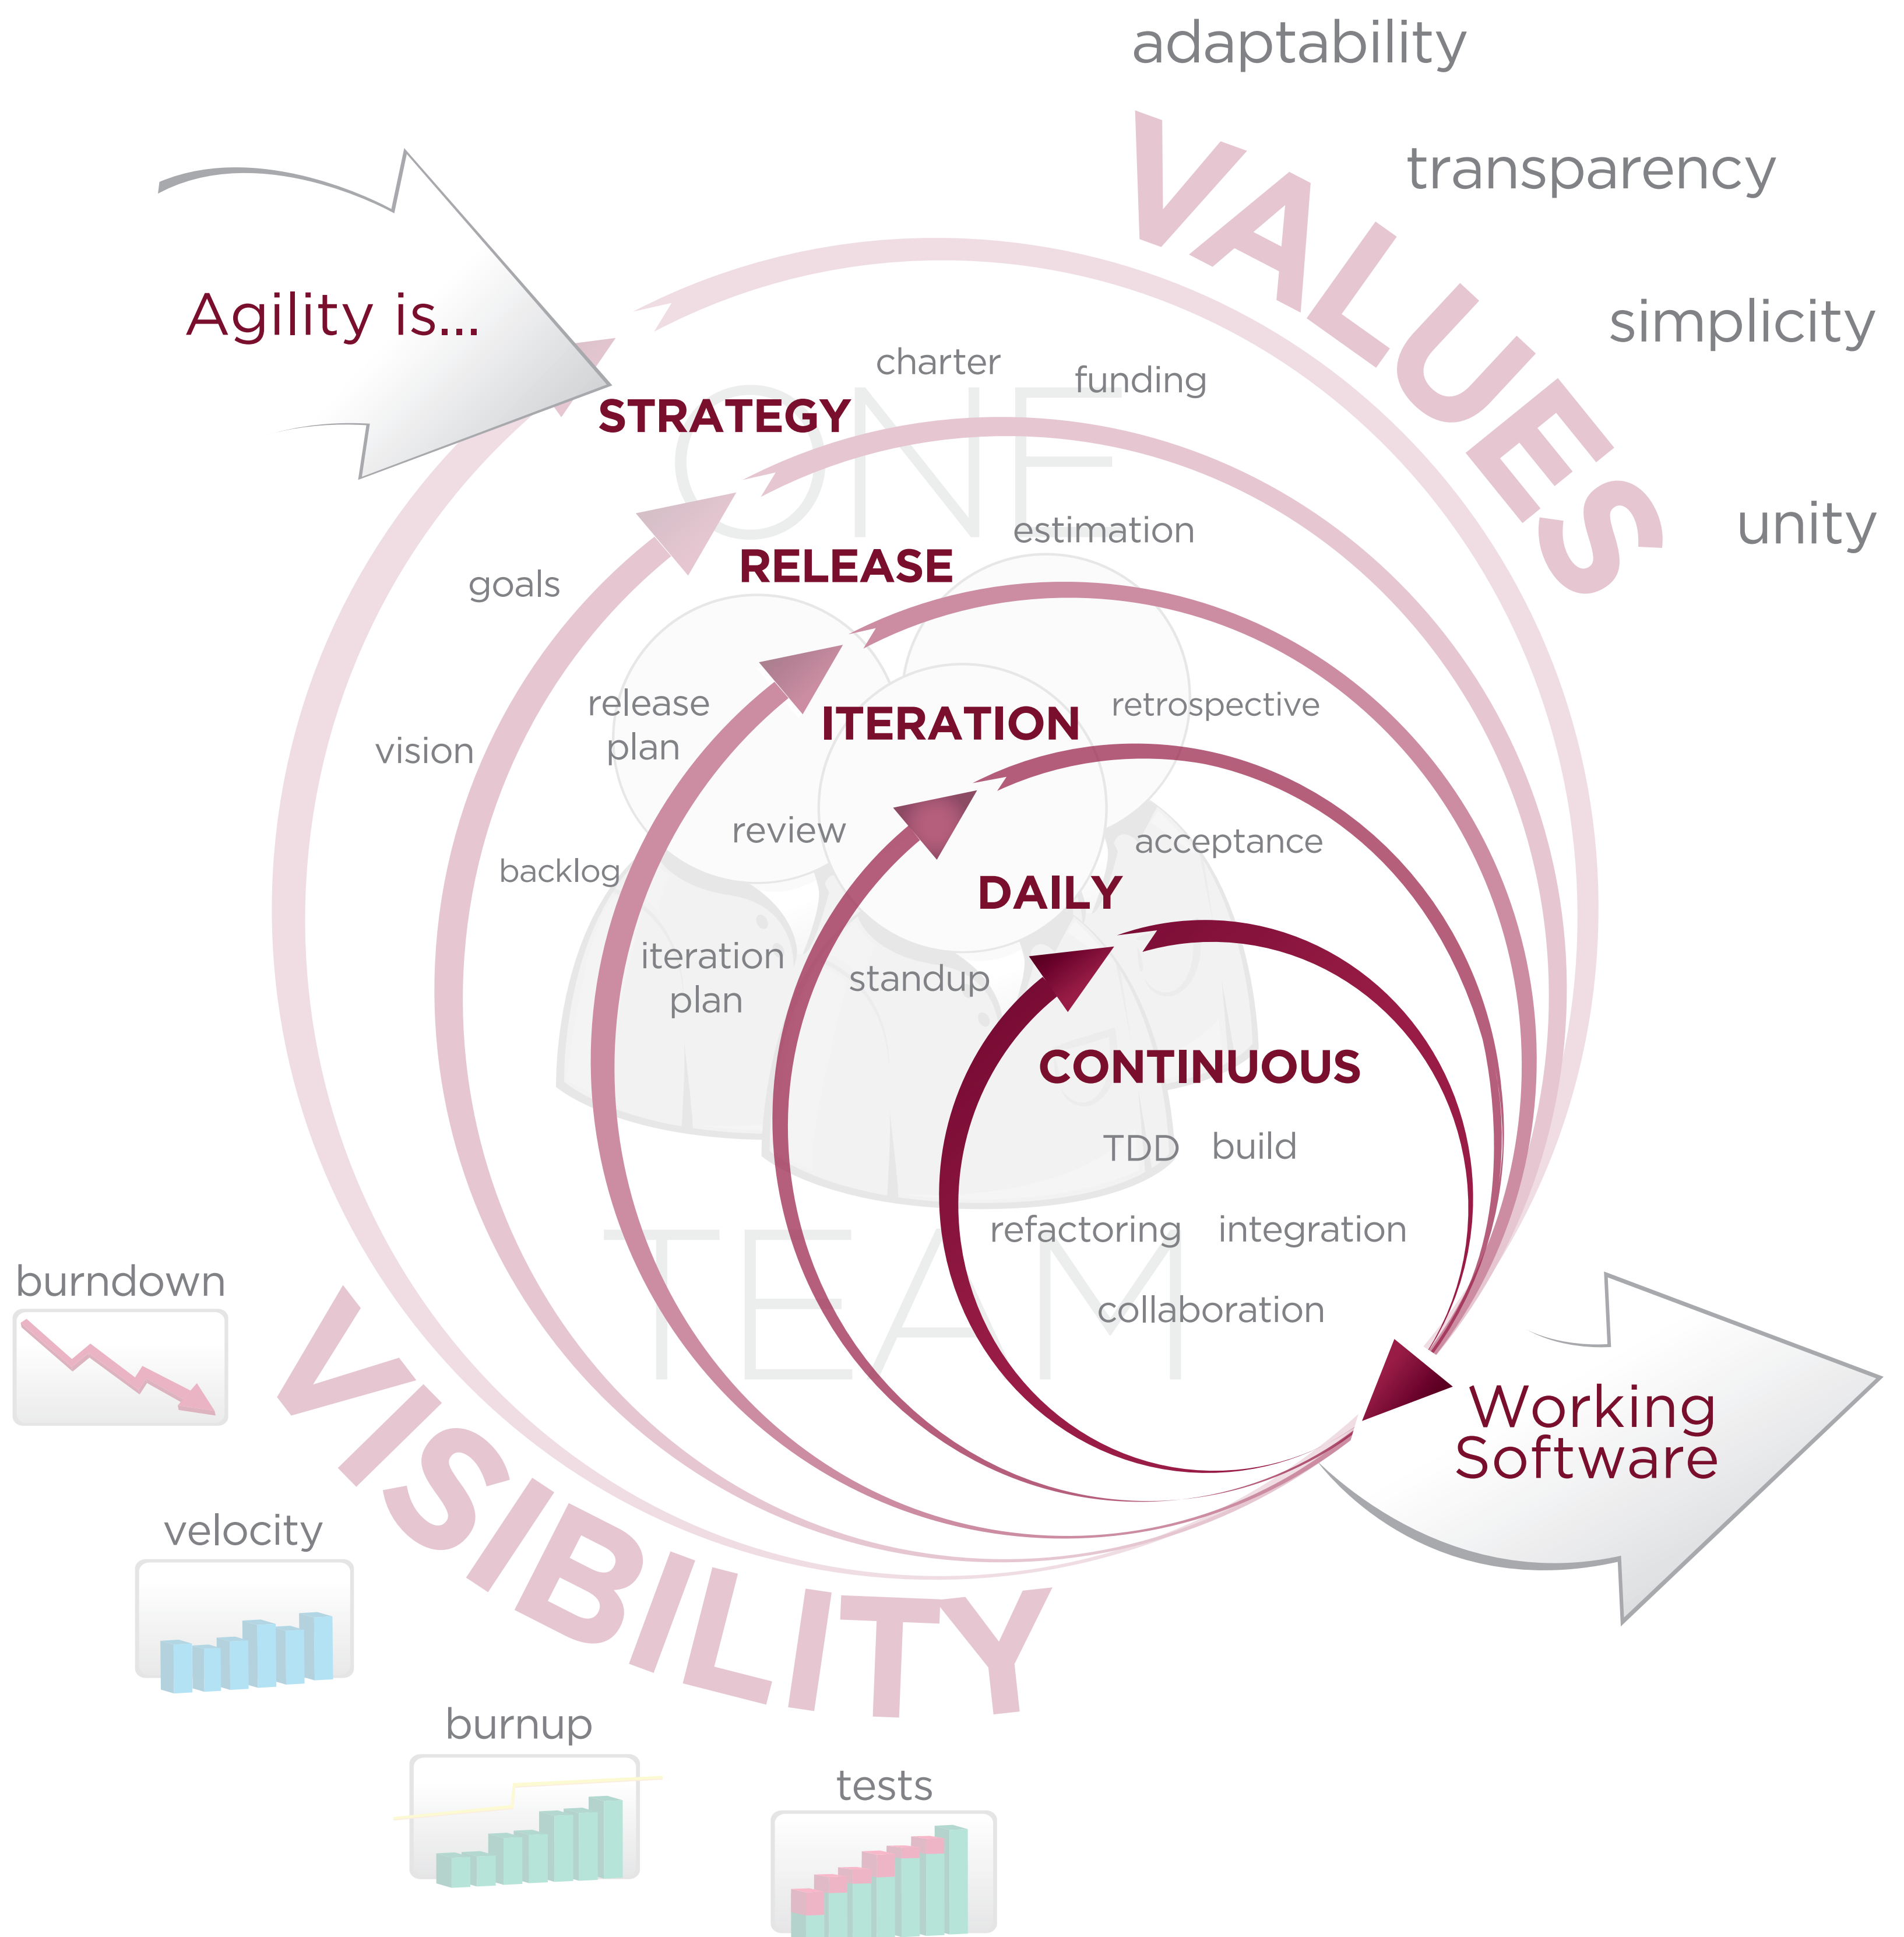 adaptability
VALUES
transparency
simplicity
unity
Agility is...
STRATEGY
charter
funding
goals
vision
ONE
RELEASE
estimation
release
plan
backlog
ITERATION
retrospective
review
iteration
plan
DAILY
acceptance
standup
CONTINUOUS
TDD build
refactoring integration
collaboration
TEAM
Working
Software
VISIBILITY
burndown
velocity
burnup
tests